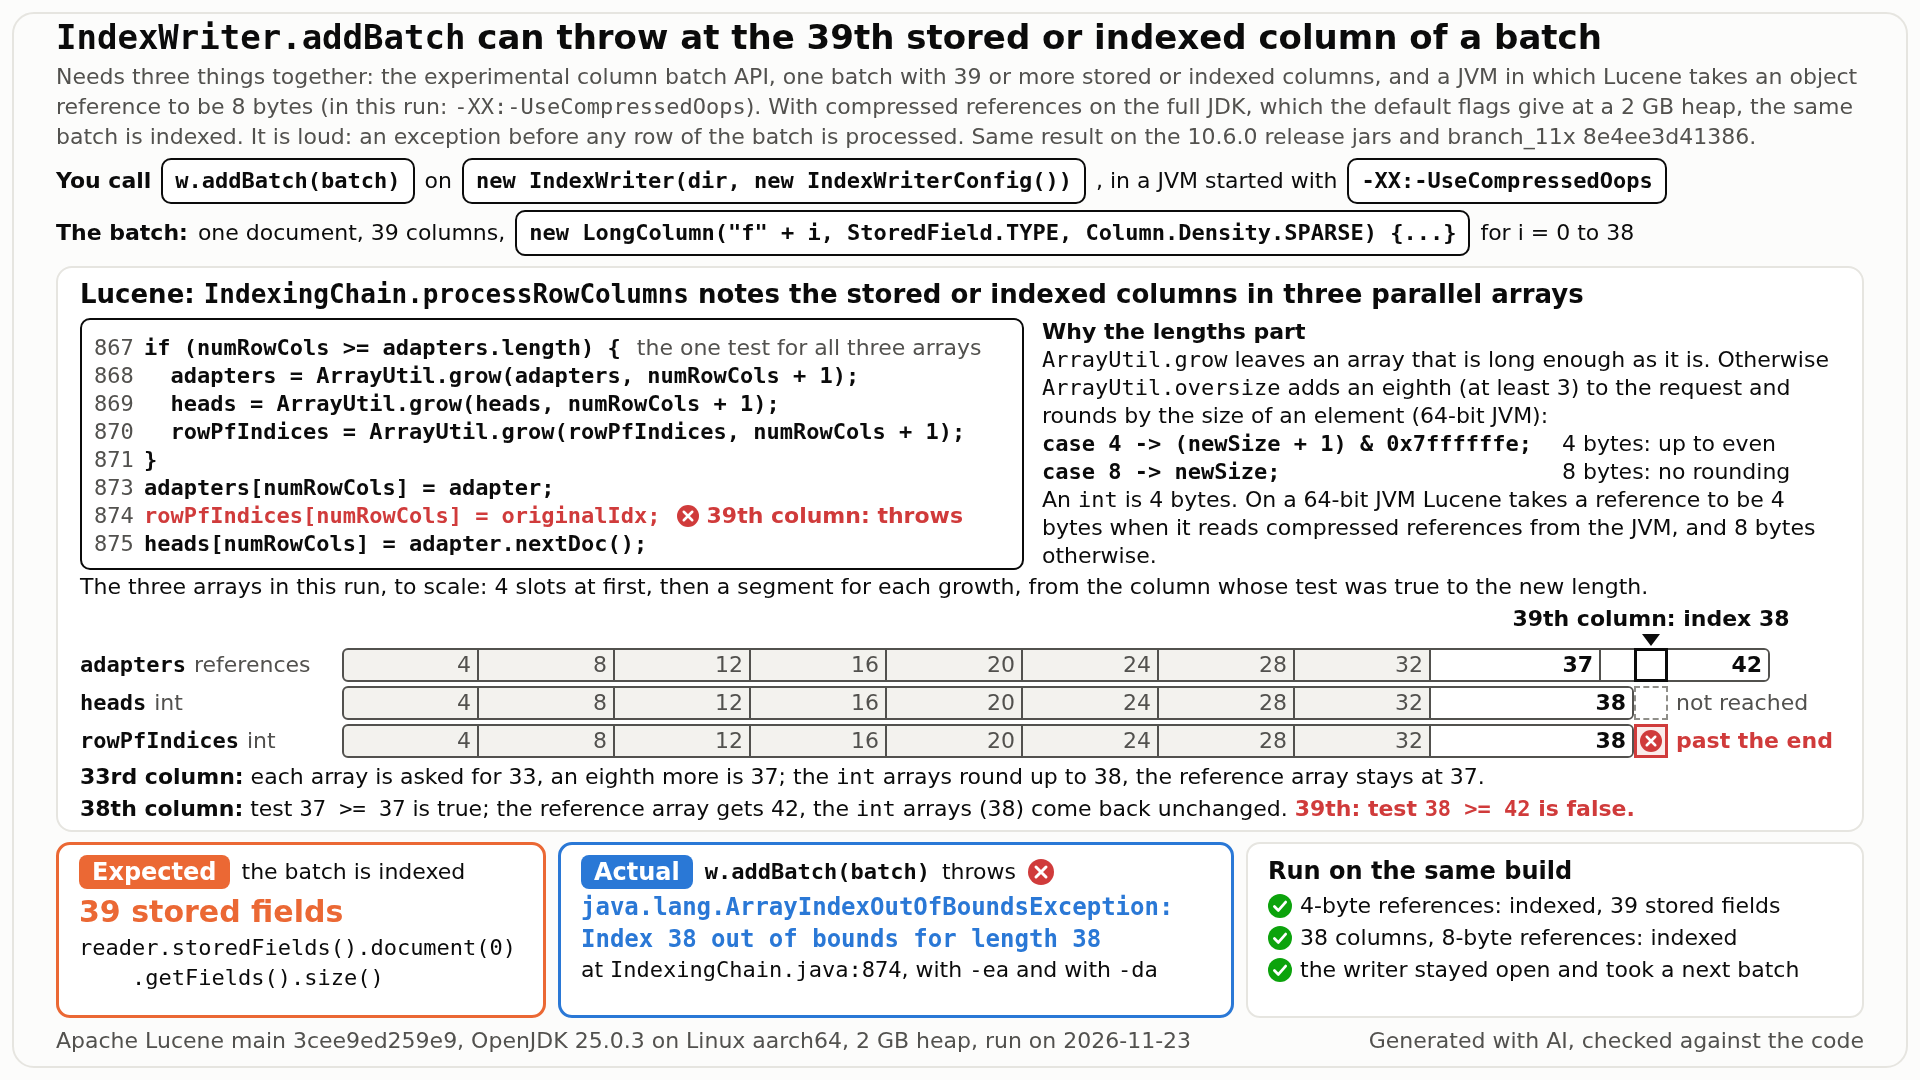 IndexWriter.addBatch can throw at the 39th stored or indexed column of a batch
Needs three things together: the experimental column batch API, one batch with 39 or more stored or indexed columns, and a JVM in which Lucene takes an object
reference to be 8 bytes (in this run: -XX:-UseCompressedOops). With compressed references on the full JDK, which the default flags give at a 2 GB heap, the same
batch is indexed. It is loud: an exception before any row of the batch is processed. Same result on the 10.6.0 release jars and branch_11x 8e4ee3d41386.
You call w.addBatch(batch) on new IndexWriter(dir, new IndexWriterConfig()) , in a JVM started with -XX:-UseCompressedOops
The batch: one document, 39 columns, new LongColumn("f" + i, StoredField.TYPE, Column.Density.SPARSE) {...} for i = 0 to 38
Lucene: IndexingChain.processRowColumns notes the stored or indexed columns in three parallel arrays
867 if (numRowCols >= adapters.length) { the one test for all three arrays
868 adapters = ArrayUtil.grow(adapters, numRowCols + 1);
869 heads = ArrayUtil.grow(heads, numRowCols + 1);
870 rowPfIndices = ArrayUtil.grow(rowPfIndices, numRowCols + 1);
871 }
873 adapters[numRowCols] = adapter;
874 rowPfIndices[numRowCols] = originalIdx; 39th column: throws
875 heads[numRowCols] = adapter.nextDoc();
Why the lengths part
ArrayUtil.grow leaves an array that is long enough as it is. Otherwise
ArrayUtil.oversize adds an eighth (at least 3) to the request and
rounds by the size of an element (64-bit JVM):
case 4 -> (newSize + 1) & 0x7ffffffe; 4 bytes: up to even
case 8 -> newSize; 8 bytes: no rounding
An int is 4 bytes. On a 64-bit JVM Lucene takes a reference to be 4
bytes when it reads compressed references from the JVM, and 8 bytes
otherwise.
The three arrays in this run, to scale: 4 slots at first, then a segment for each growth, from the column whose test was true to the new length.
39th column: index 38
adapters references 4 8 12 16 20 24 28 32 37 42
heads int 4 8 12 16 20 24 28 32 38 not reached
rowPfIndices int 4 8 12 16 20 24 28 32 38 past the end
33rd column: each array is asked for 33, an eighth more is 37; the int arrays round up to 38, the reference array stays at 37.
38th column: test 37 >= 37 is true; the reference array gets 42, the int arrays (38) come back unchanged. 39th: test 38 >= 42 is false.
Expected the batch is indexed
39 stored fields
reader.storedFields().document(0)
.getFields().size()
Actual w.addBatch(batch) throws
java.lang.ArrayIndexOutOfBoundsException:
Index 38 out of bounds for length 38
at IndexingChain.java:874, with -ea and with -da
Run on the same build
4-byte references: indexed, 39 stored fields
38 columns, 8-byte references: indexed
the writer stayed open and took a next batch
Apache Lucene main 3cee9ed259e9, OpenJDK 25.0.3 on Linux aarch64, 2 GB heap, run on 2026-11-23
Generated with AI, checked against the code